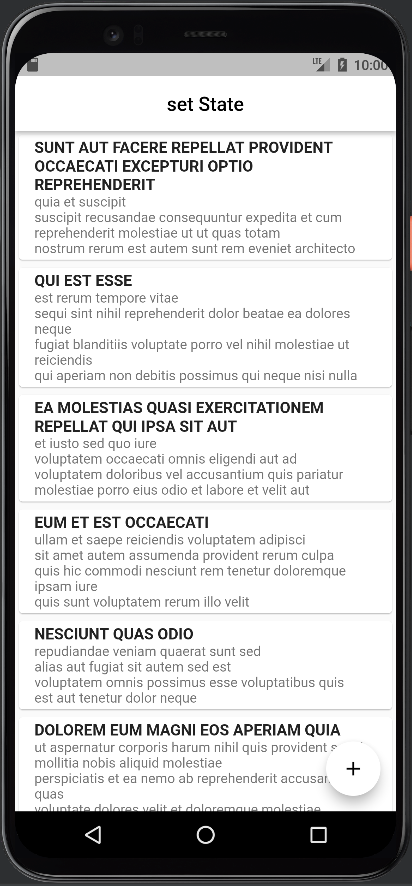 LTE 10:00
set State
SUNT AUT FACERE REPELLAT PROVIDENT
OCCAECATI EXCEPTURI OPTIO
REPREHENDERIT
quia et suscipit
suscipit recusandae consequuntur expedita et cum
reprehenderit molestiae ut ut quas totam
nostrum rerum est autem sunt rem eveniet architecto
QUI EST ESSE
est rerum tempore vitae
sequi sint nihil reprehenderit dolor beatae ea dolores
neque
fugiat blanditiis voluptate porro vel nihil molestiae ut
reiciendis
qui aperiam non debitis possimus qui neque nisi nulla
EA MOLESTIAS QUASI EXERCITATIONEM
REPELLAT QUI IPSA SIT AUT
et iusto sed quo iure
voluptatem occaecati omnis eligendi aut ad
voluptatem doloribus vel accusantium quis pariatur
molestiae porro eius odio et labore et velit aut
EUM ET EST OCCAECATI
ullam et saepe reiciendis voluptatem adipisci
sit amet autem assumenda provident rerum culpa
quis hic commodi nesciunt rem tenetur doloremque
ipsam iure
quis sunt voluptatem rerum illo velit
NESCIUNT QUAS ODIO
repudiandae veniam quaerat sunt sed
alias aut fugiat sit autem sed est
voluptatem omnis possimus esse voluptatibus quis
est aut tenetur dolor neque
DOLOREM EUM MAGNI EOS APERIAM QUIA
ut aspernatur corporis harum nihil quis provident
mollitia nobis aliquid molestiae
perspiciatis et ea nemo ab reprehenderit
quas
voluptate dolores velit et doloremque molestiae